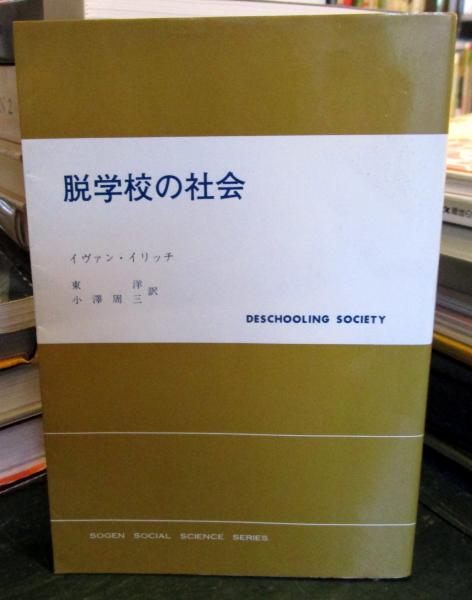 脱学校の社会
イヴァン・イリッチ
東 洋
小澤周三 訳
DESCHOOLING SOCIETY
SOGEN SOCIAL SCIENCE SERIES